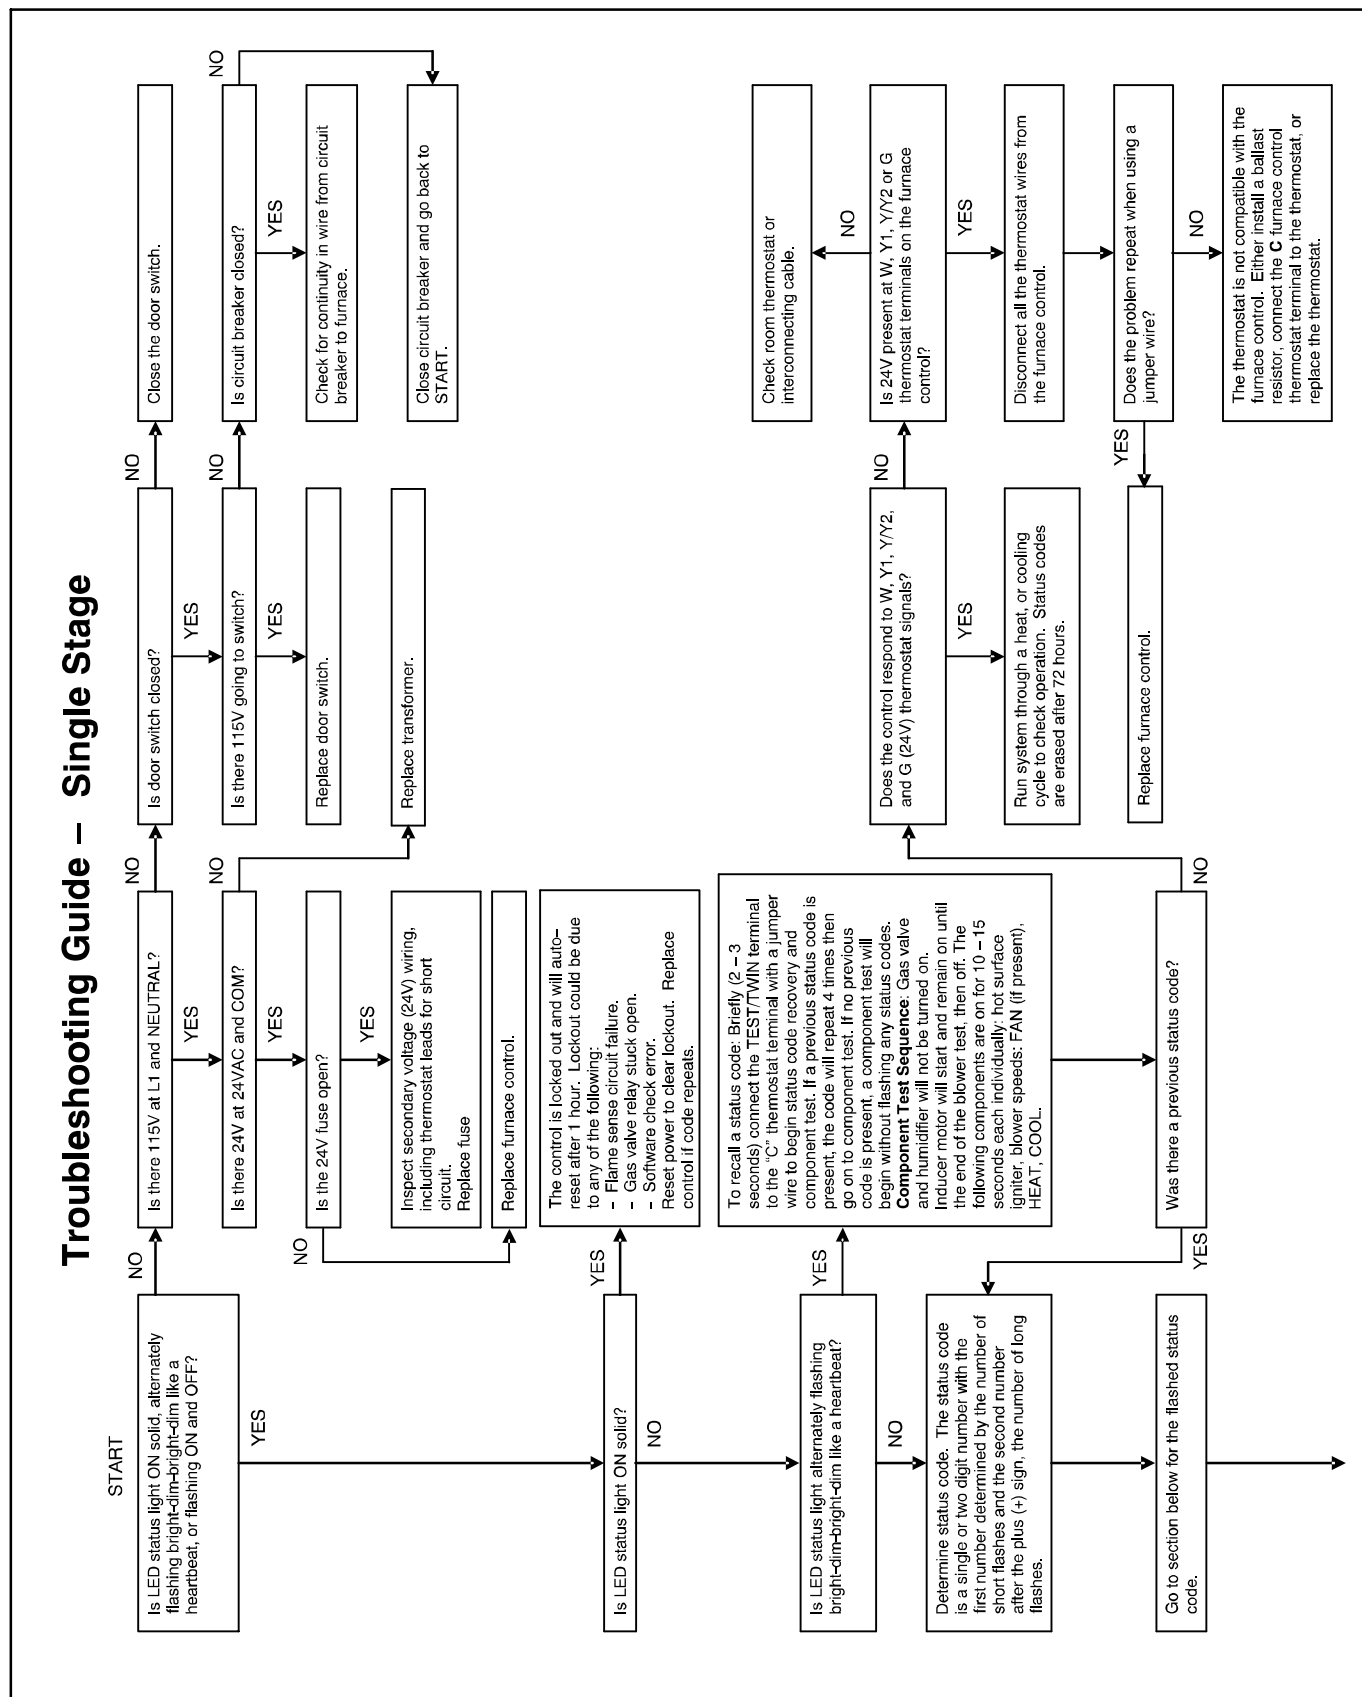 Troubleshooting Guide – Single Stage
START
Is LED status light ON solid, alternately
flashing bright–dim–bright–dim like a
heartbeat, or flashing ON and OFF?
NO
YES
Is there 115V at L1 and NEUTRAL?
NO
YES
Is door switch closed?
NO
YES
Close the door switch.
Is there 24V at 24VAC and COM?
NO
YES
Is there 115V going to switch?
NO
YES
Is circuit breaker closed?
NO
YES
Is the 24V fuse open?
NO
YES
Replace door switch.
Check for continuity in wire from circuit
breaker to furnace.
Inspect secondary voltage (24V) wiring,
including thermostat leads for short
circuit.
Replace fuse
Replace transformer.
Close circuit breaker and go back to
START.
Replace furnace control.
Is LED status light ON solid?
YES
NO
The control is locked out and will auto–
reset after 1 hour. Lockout could be due
to any of the following:
– Flame sense circuit failure.
– Gas valve relay stuck open.
– Software check error.
Reset power to clear lockout. Replace
control if code repeats.
Is LED status light alternately flashing
bright–dim–bright–dim like a heartbeat?
YES
NO
To recall a status code: Briefly (2 – 3
seconds) connect the TEST/TWIN terminal
to the “C” thermostat terminal with a jumper
wire to begin status code recovery and
component test. If a previous status code is
present, the code will repeat 4 times then
go on to component test. If no previous
code is present, a component test will
begin without flashing any status codes.
Component Test Sequence: Gas valve
and humidifier will not be turned on.
Inducer motor will start and remain on until
the end of the blower test, then off. The
following components are on for 10 – 15
seconds each individually: hot surface
igniter, blower speeds: FAN (if present),
HEAT, COOL.
Determine status code. The status code
is a single or two digit number with the
first number determined by the number of
short flashes and the second number
after the plus (+) sign, the number of long
flashes.
Was there a previous status code?
YES
NO
Go to section below for the flashed status
code.
Does the control respond to W, Y1, Y/Y2,
and G (24V) thermostat signals?
NO
YES
Run system through a heat, or cooling
cycle to check operation. Status codes
are erased after 72 hours.
Check room thermostat or
interconnecting cable.
NO
Is 24V present at W, Y1, Y/Y2 or G
thermostat terminals on the furnace
control?
YES
Disconnect all the thermostat wires from
the furnace control.
Does the problem repeat when using a
jumper wire?
YES
NO
Replace furnace control.
The thermostat is not compatible with the
furnace control. Either install a ballast
resistor, connect the C furnace control
thermostat terminal to the thermostat, or
replace the thermostat.